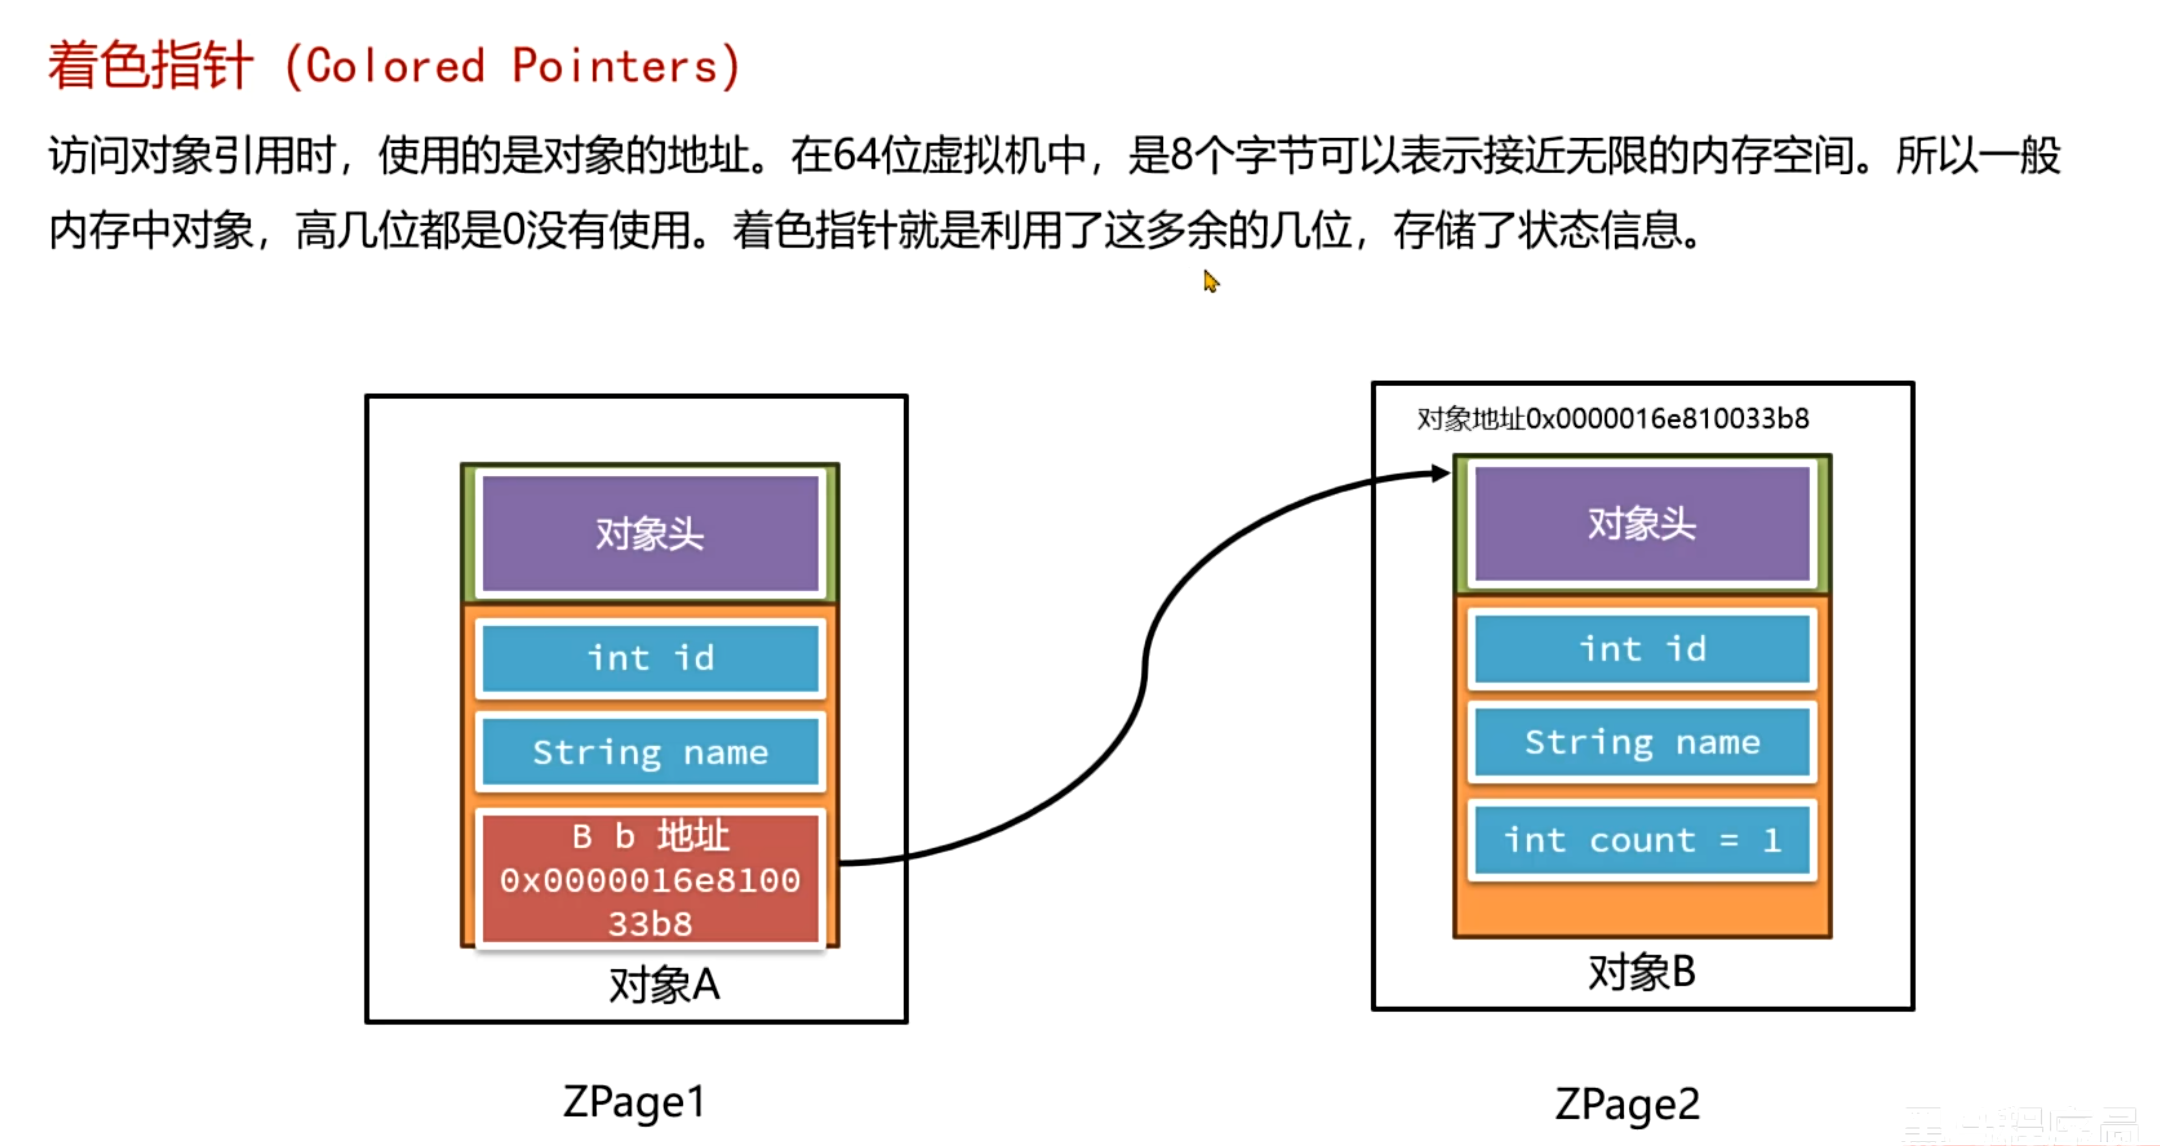 着色指针 (Colored Pointers)
访问对象引用时，使用的是对象的地址。在64位虚拟机中，是8个字节可以表示接近无限的内存空间。所以一般
内存中对象，高几位都是0没有使用。着色指针就是利用了这多余的几位，存储了状态信息。
对象头
int id
String name
B b 地址
0x0000016e8100
33b8
对象A
ZPage1
对象地址0x0000016e810033b8
对象头
int id
String name
int count = 1
对象B
ZPage2